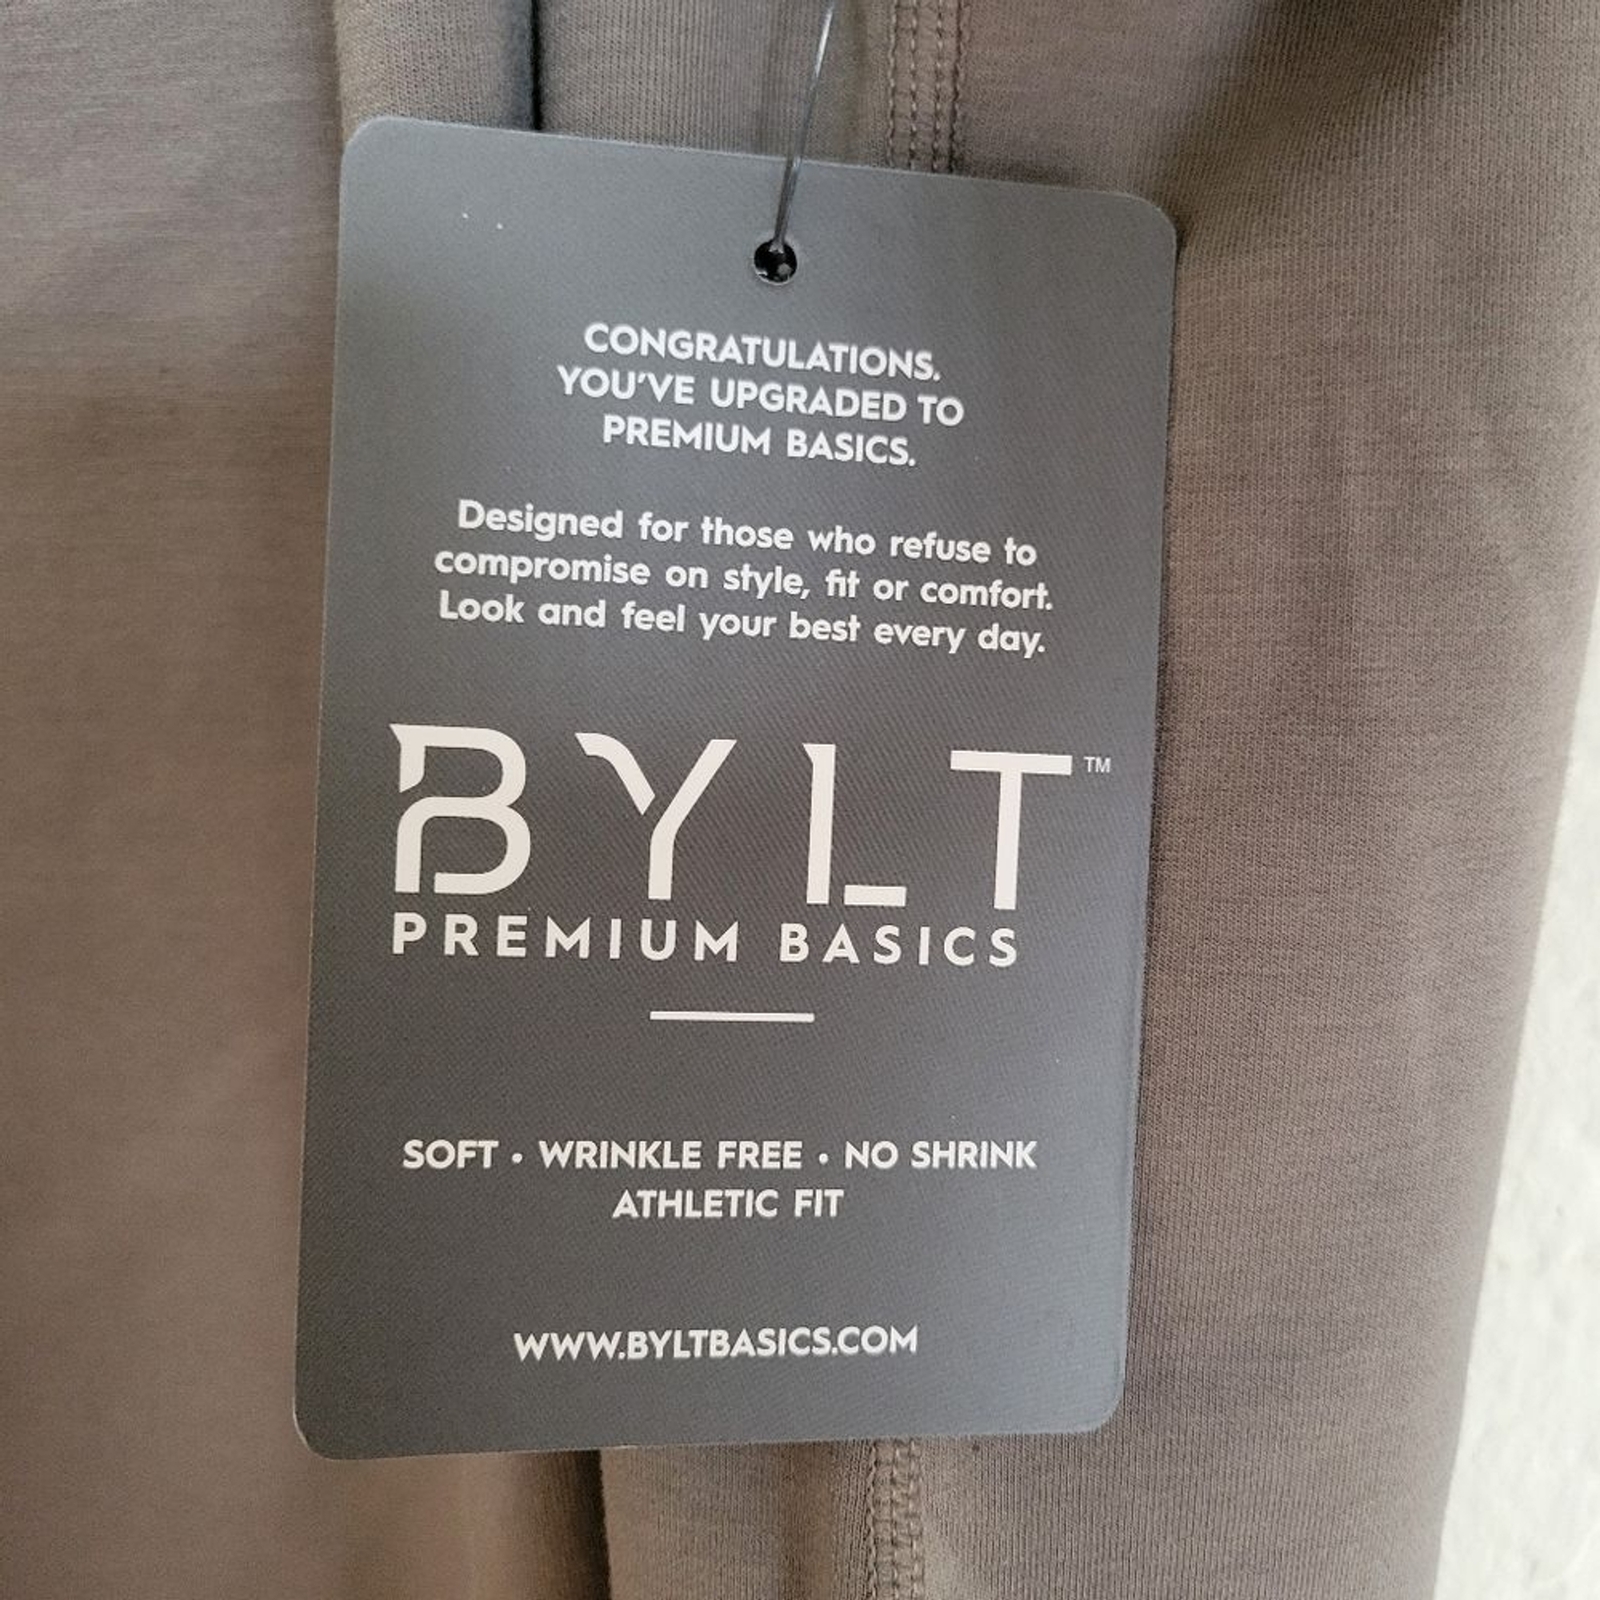 CONGRATULATIONS.
YOU'VE UPGRADED TO
PREMIUM BASICS.
Designed for those who refuse to
compromise on style, fit or comfort.
Look and feel your best every day.
BYLT™
PREMIUM BASICS
SOFT • WRINKLE FREE • NO SHRINK
ATHLETIC FIT
WWW.BYLTBASICS.COM